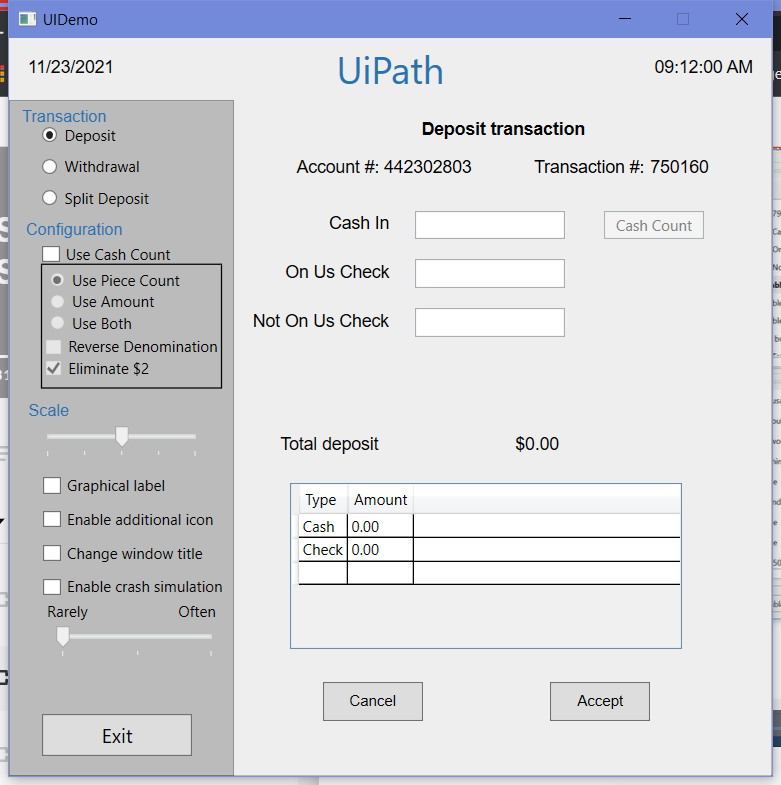 UIDemo
11/23/2021
UiPath
09:12:00 AM
Transaction
Deposit
Withdrawal
Split Deposit
Configuration
Use Cash Count
Use Piece Count
Use Amount
Use Both
Reverse Denomination
Eliminate $2
Scale
Graphical label
Enable additional icon
Change window title
Enable crash simulation
Rarely Often
Exit
Deposit transaction
Account #: 442302803 Transaction #: 750160
Cash In Cash Count
On Us Check
Not On Us Check
Total deposit $0.00
Type Amount
Cash 0.00
Check 0.00
Cancel Accept